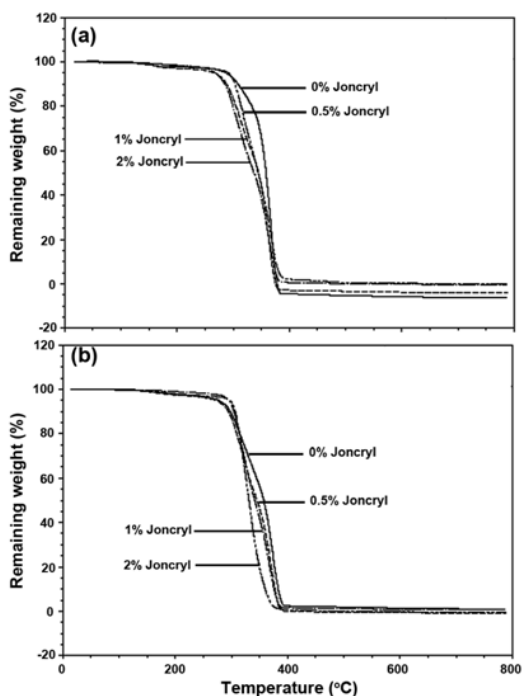 120
(a)
100
0% Joncryl
80
0.5% Joncryl
1% Joncryl
60
2% Joncryl
40
20
0
-20
Remaining weight (%)
120
(b)
100
80
0% Joncryl
60
0.5% Joncryl
40
1% Joncryl
20
2% Joncryl
0
-20
Remaining weight (%)
0 200 400 600 800
Temperature (°C)